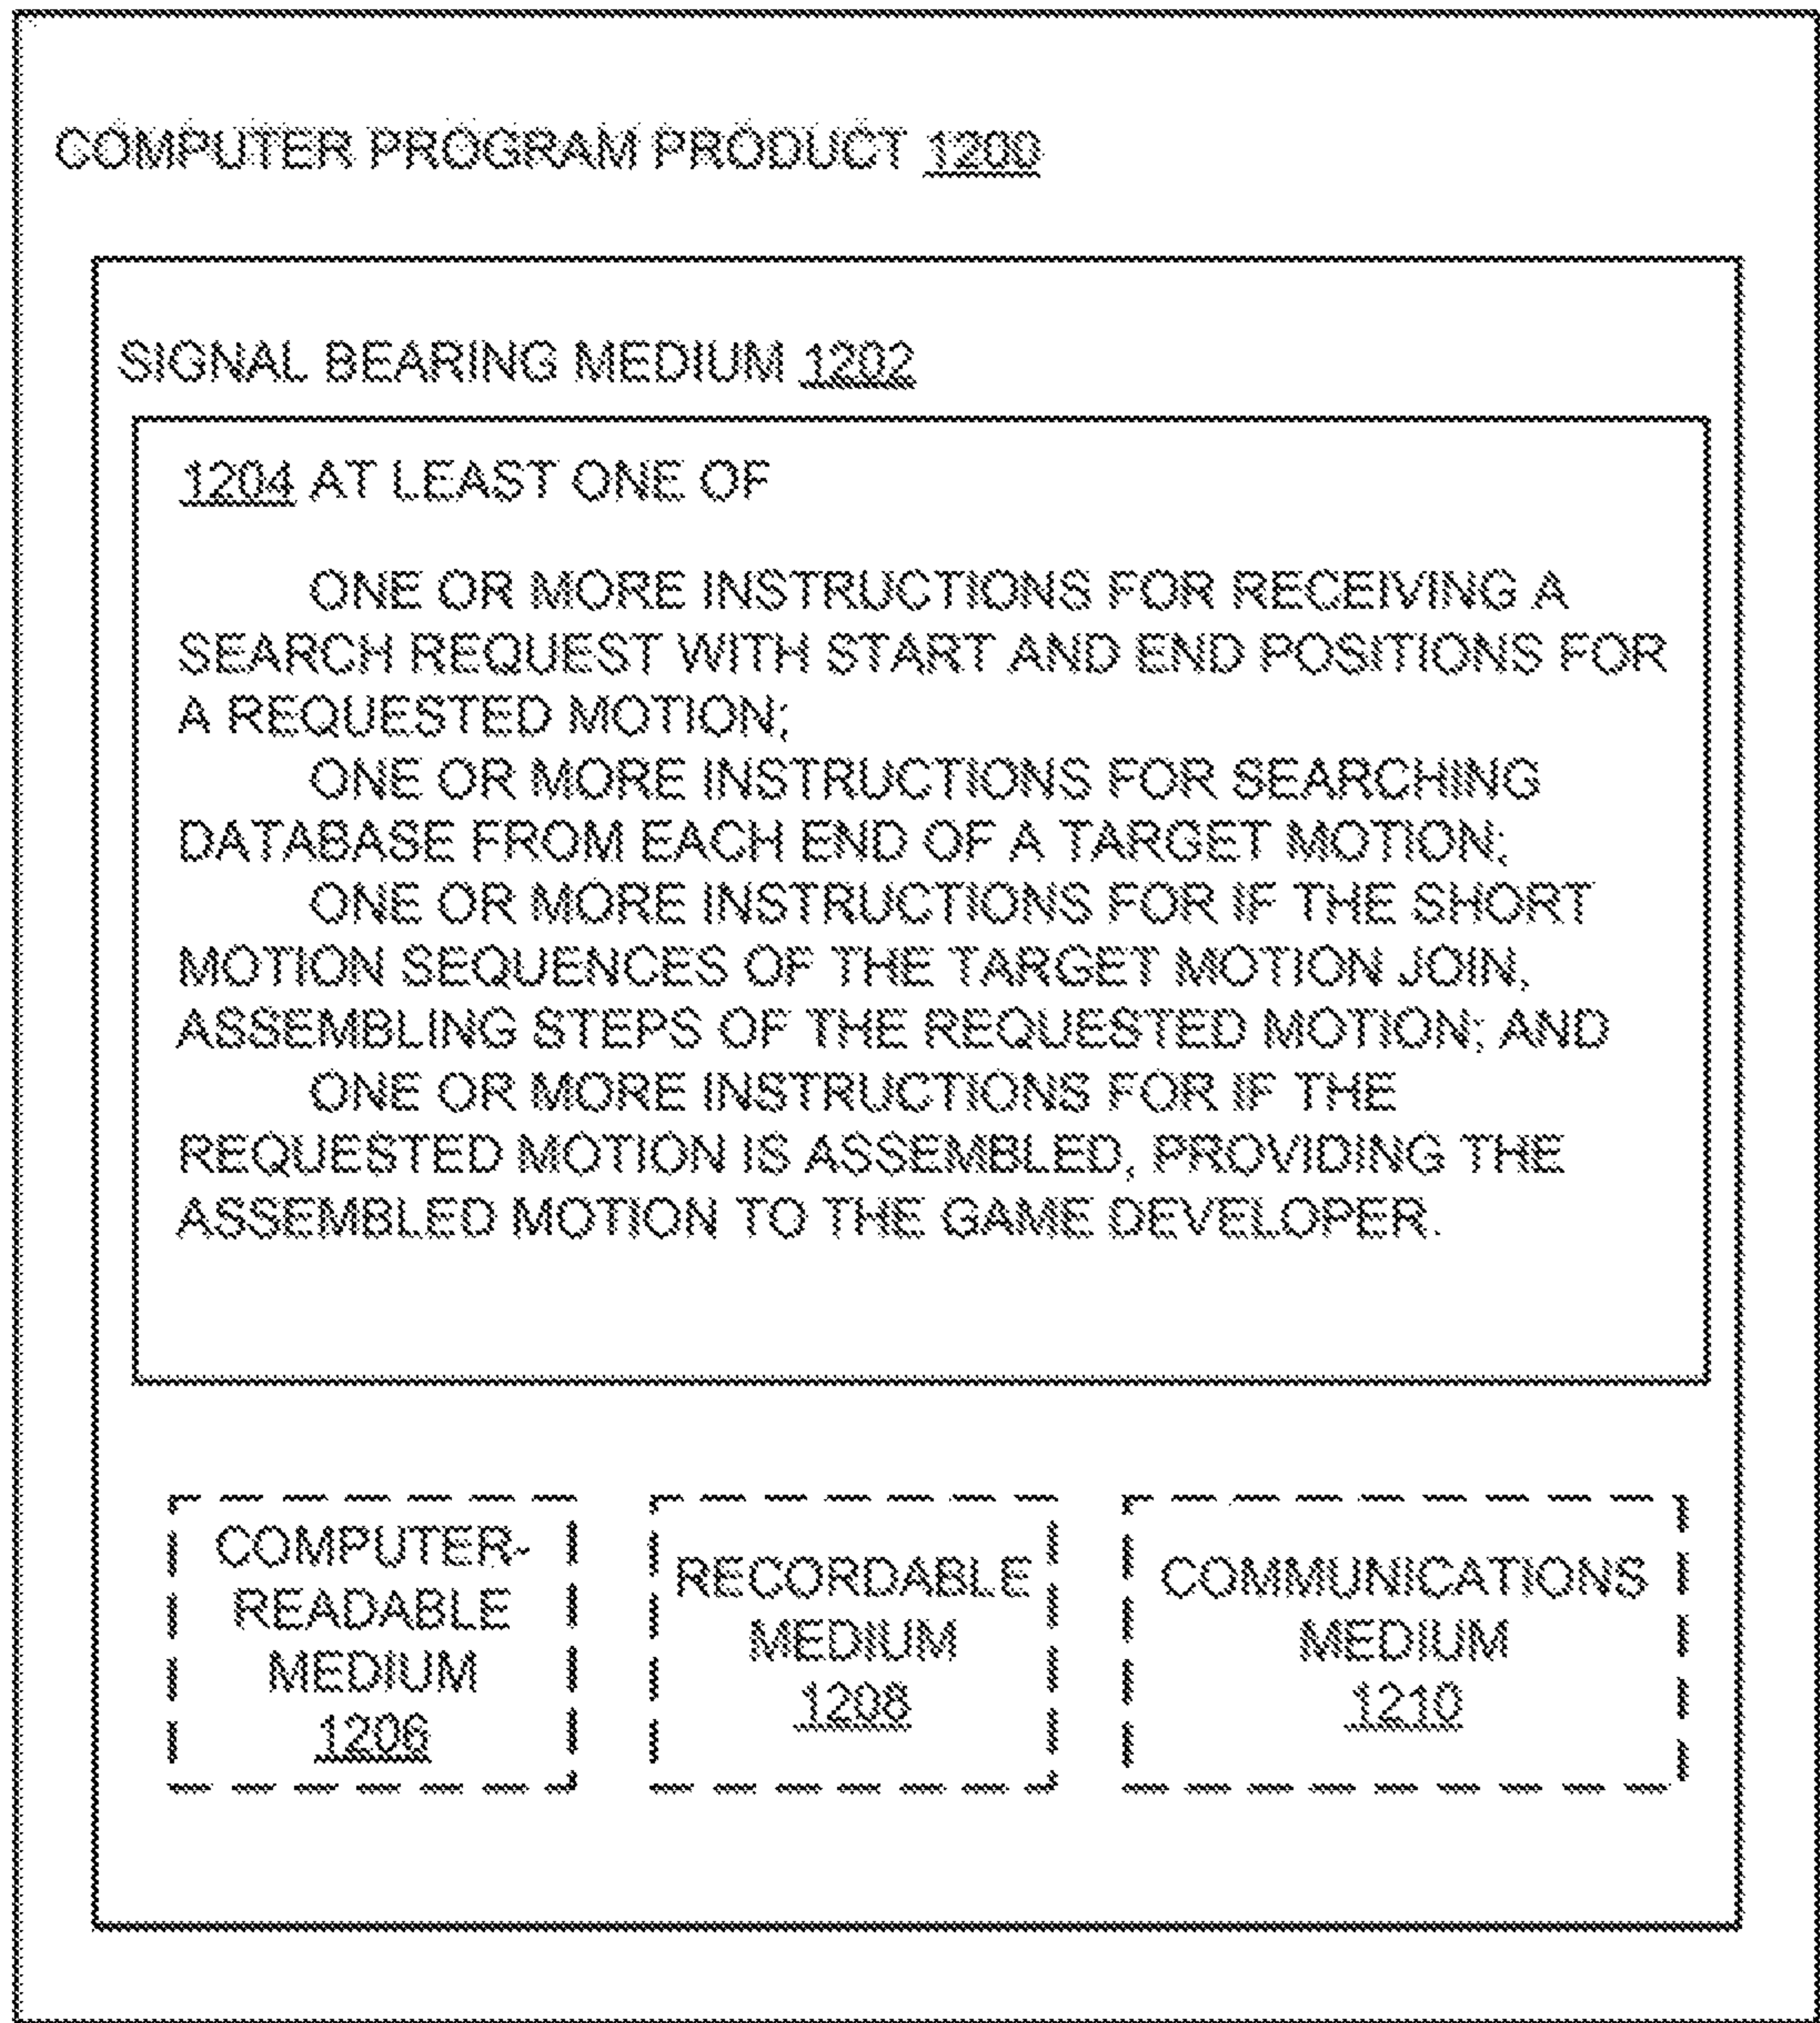 COMPUTER PROGRAM PRODUCT 1200
SIGNAL BEARING MEDIUM 1202
1204 AT LEAST ONE OF
ONE OR MORE INSTRUCTIONS FOR RECEIVING A
SEARCH REQUEST WITH START AND END POSITIONS FOR
A REQUESTED MOTION;
ONE OR MORE INSTRUCTIONS FOR SEARCHING
DATABASE FROM EACH END OF A TARGET MOTION;
ONE OR MORE INSTRUCTIONS FOR IF THE SHORT
MOTION SEQUENCES OF THE TARGET MOTION JOIN,
ASSEMBLING STEPS OF THE REQUESTED MOTION; AND
ONE OR MORE INSTRUCTIONS FOR IF THE
REQUESTED MOTION IS ASSEMBLED, PROVIDING THE
ASSEMBLED MOTION TO THE GAME DEVELOPER.
COMPUTER-
READABLE
MEDIUM
1206
RECORDABLE
MEDIUM
1208
COMMUNICATIONS
MEDIUM
1210